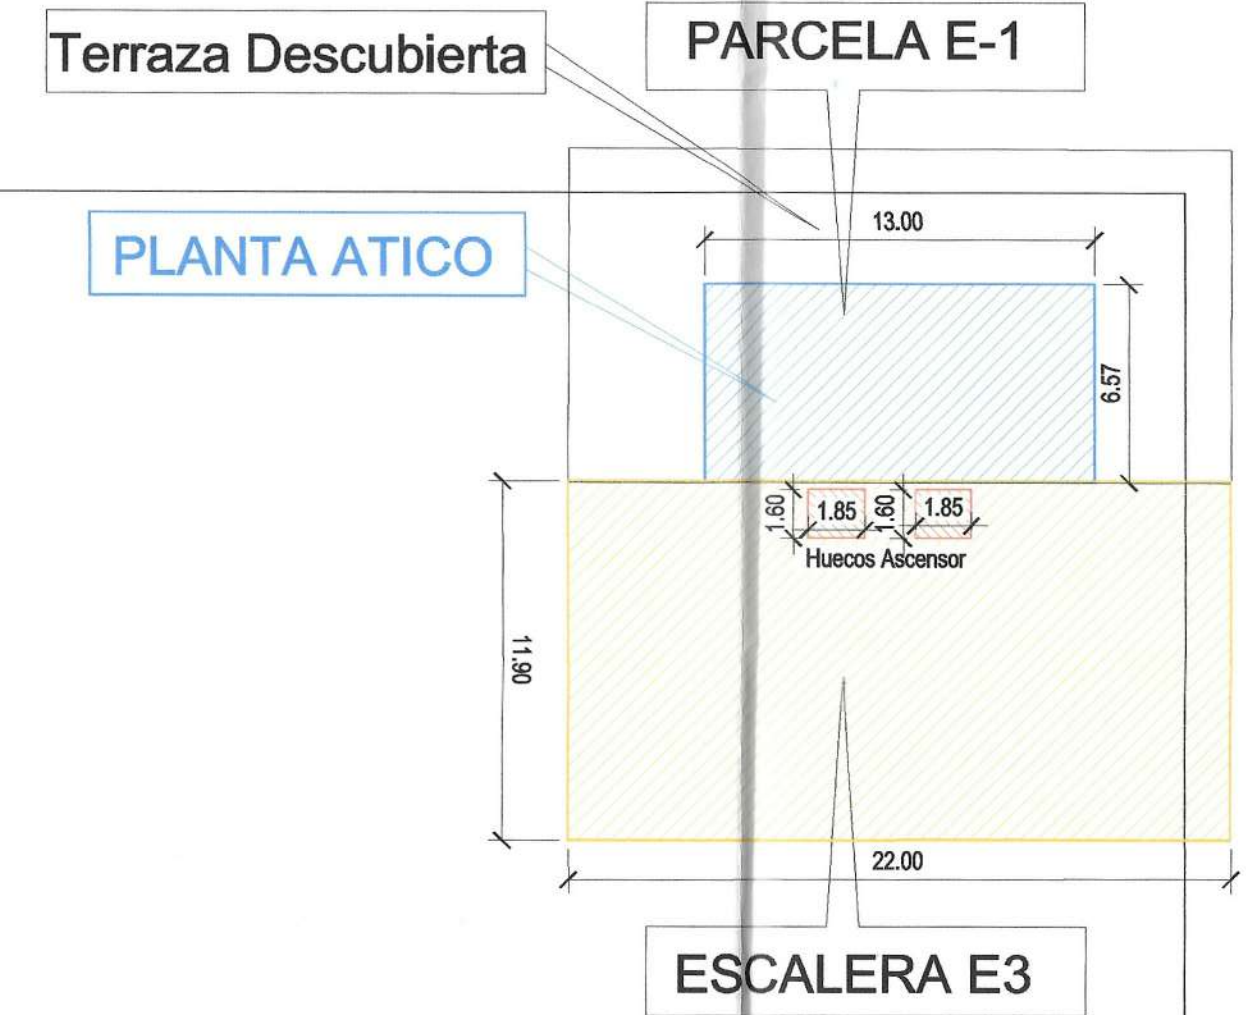 Terraza Descubierta
PARCELA E-1
13.00
PLANTA ATICO
6.57
1.60
1.85
1.60
1.85
Huecos Ascensor
11.90
22.00
ESCALERA E3